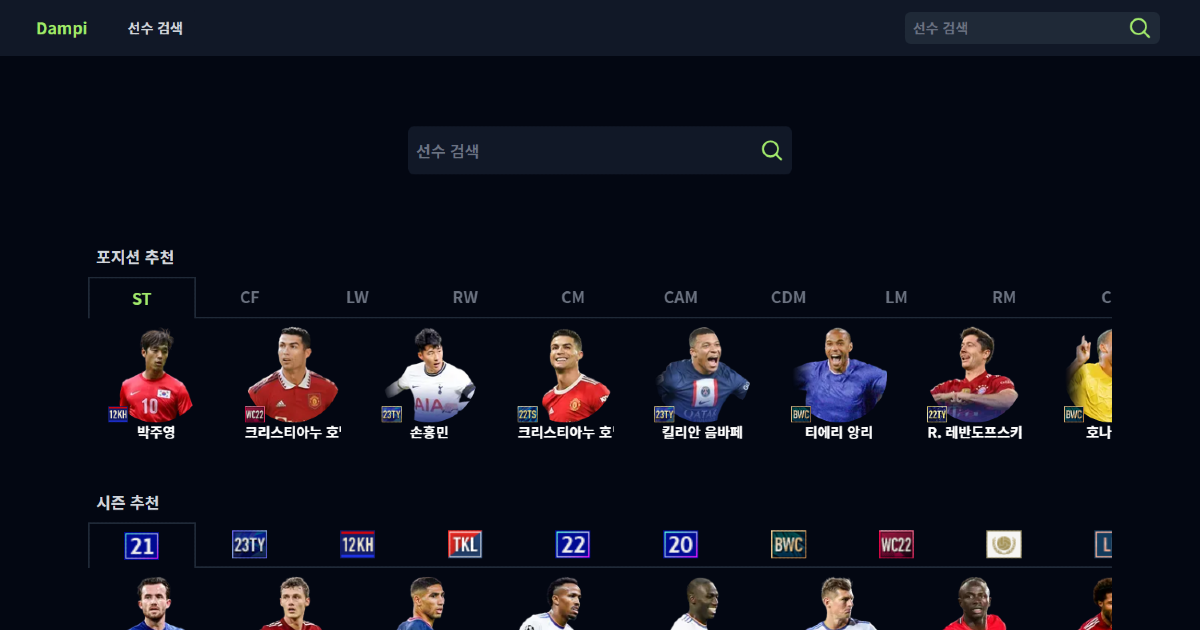 Dampi 선수 검색 선수 검색
선수 검색
포지션 추천
ST CF LW RW CM CAM CDM LM RM C
10 AIA QATAR
12KH WC22 23TY 22TS 23TY BWC 22TY BWC
박주영 크리스티아누 호 손흥민 크리스티아누 호 킬리안 음바페 티에리 앙리 R. 레반도프스키 호나
시즌 추천
21 23TY 12KH TKL 22 20 BWC WC22 L